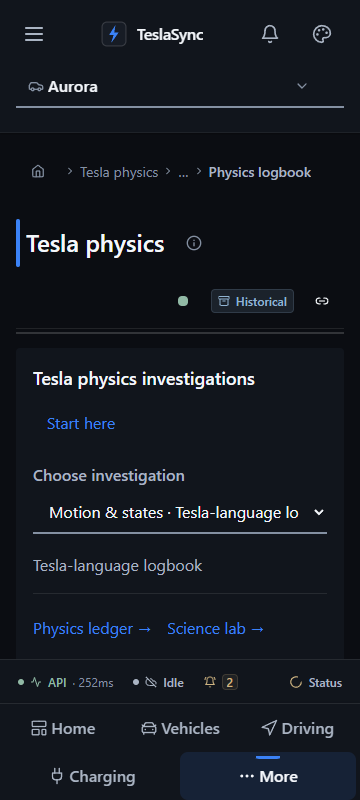 TeslaSync
Aurora
Tesla physics > ... > Physics logbook
Tesla physics
Historical
Tesla physics investigations
Start here
Choose investigation
Motion & states · Tesla-language lo
Tesla-language logbook
Physics ledger → Science lab →
API · 252ms Idle 2 Status
Home Vehicles Driving
Charging ··· More